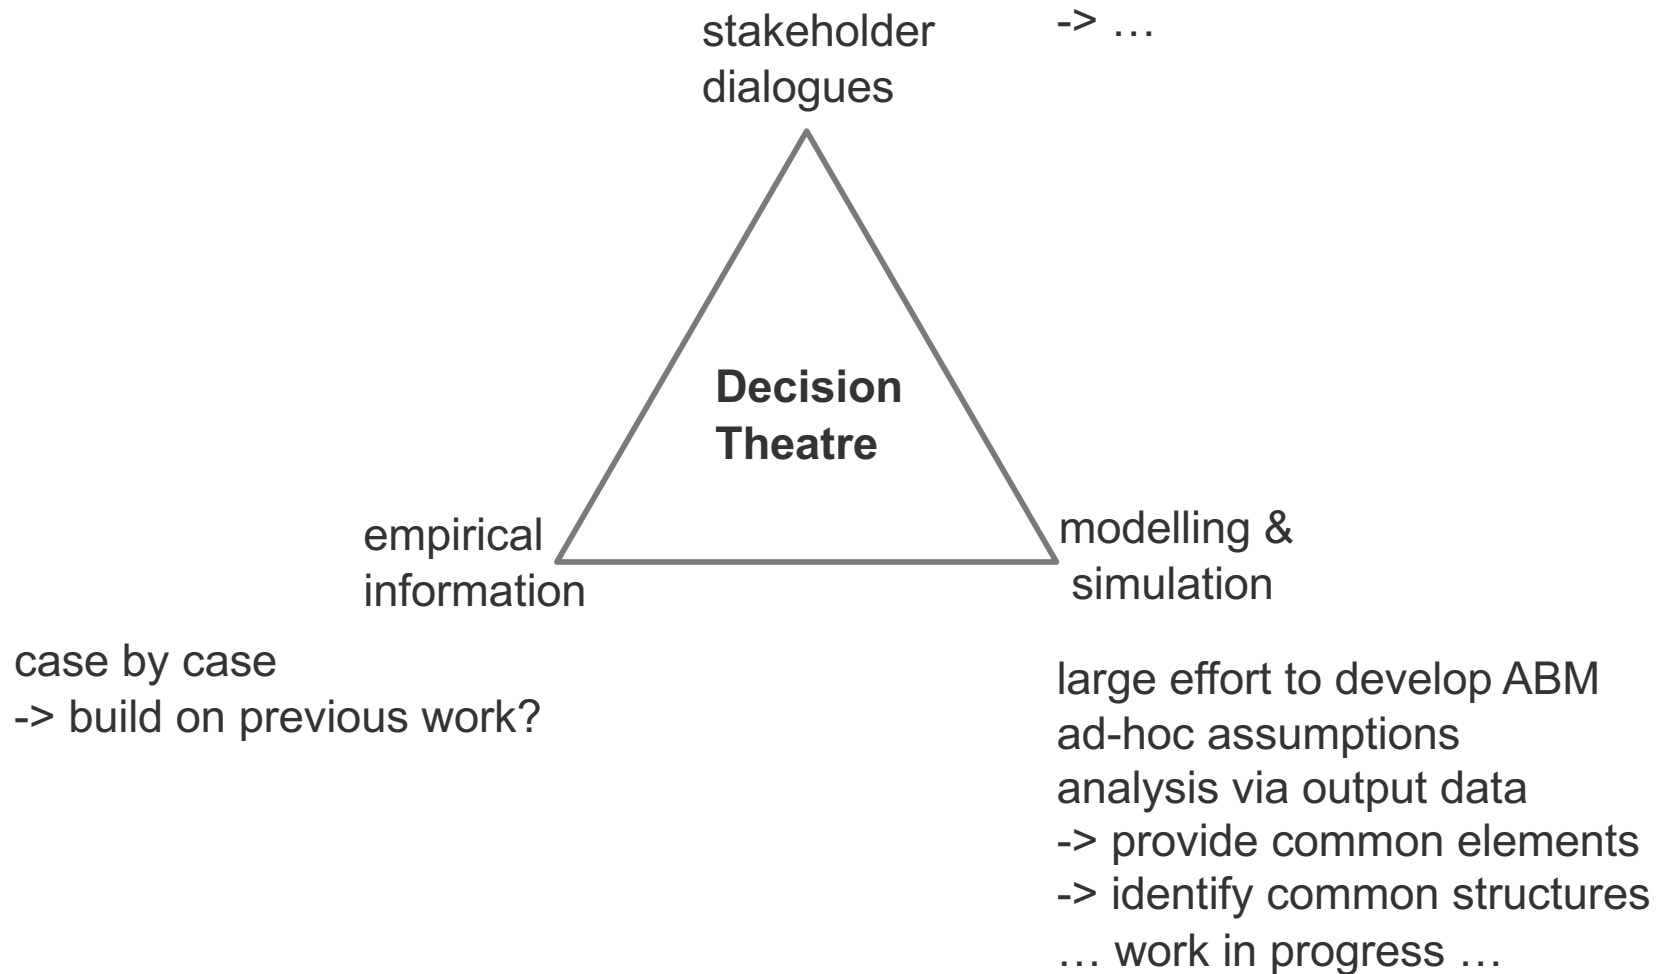 stakeholder
dialogues
-> …
Decision
Theatre
empirical
information
modelling &
simulation
case by case
-> build on previous work?
large effort to develop ABM
ad-hoc assumptions
analysis via output data
-> provide common elements
-> identify common structures
… work in progress …